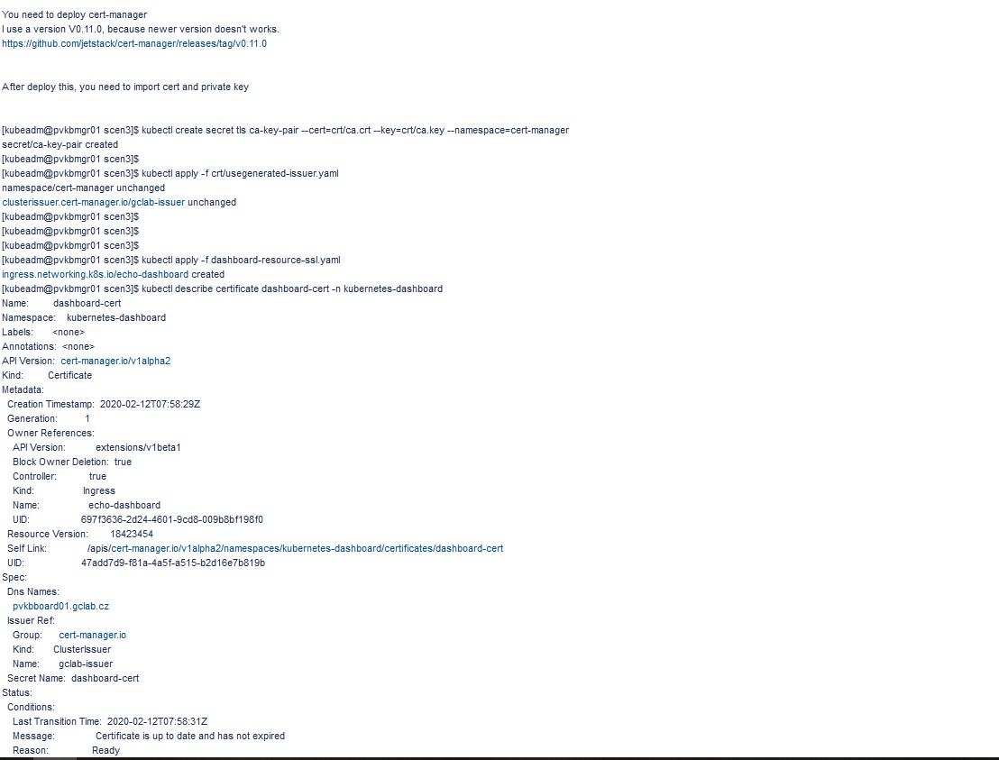 You need to deploy cert-manager
I use a version V0.11.0, because newer version doesn't works.
https://github.com/jetstack/cert-manager/releases/tag/v0.11.0
After deploy this, you need to import cert and private key
[kubeadm@pvkbmgr01 scen3]$ kubectl create secret tls ca-key-pair --cert=crt/ca.crt --key=crt/ca.key --namespace=cert-manager
secret/ca-key-pair created
[kubeadm@pvkbmgr01 scen3]$
[kubeadm@pvkbmgr01 scen3]$ kubectl apply -f crt/usegenerated-issuer.yaml
namespace/cert-manager unchanged
clusterissuer.cert-manager.io/gclab-issuer unchanged
[kubeadm@pvkbmgr01 scen3]$
[kubeadm@pvkbmgr01 scen3]$
[kubeadm@pvkbmgr01 scen3]$
[kubeadm@pvkbmgr01 scen3]$ kubectl apply -f dashboard-resource-ssl.yaml
ingress.networking.k8s.io/echo-dashboard created
[kubeadm@pvkbmgr01 scen3]$ kubectl describe certificate dashboard-cert -n kubernetes-dashboard
Name: dashboard-cert
Namespace: kubernetes-dashboard
Labels: <none>
Annotations: <none>
API Version: cert-manager.io/v1alpha2
Kind: Certificate
Metadata:
Creation Timestamp: 2020-02-12T07:58:29Z
Generation: 1
Owner References:
API Version: extensions/v1beta1
Block Owner Deletion: true
Controller: true
Kind: Ingress
Name: echo-dashboard
UID: 697f3636-2d24-4601-9cd8-009b8bf198f0
Resource Version: 18423454
Self Link: /apis/cert-manager.io/v1alpha2/namespaces/kubernetes-dashboard/certificates/dashboard-cert
UID: 47add7d9-f81a-4a5f-a515-b2d16e7b819b
Spec:
Dns Names:
pvkbboard01.gclab.cz
Issuer Ref:
Group: cert-manager.io
Kind: ClusterIssuer
Name: gclab-issuer
Secret Name: dashboard-cert
Status:
Conditions:
Last Transition Time: 2020-02-12T07:58:31Z
Message: Certificate is up to date and has not expired
Reason: Ready